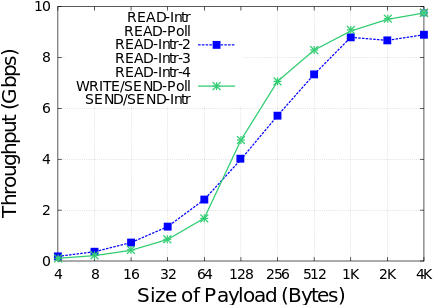 10
8
6
4
2
0
Throughput (Gbps)
READ-Intr
READ-Poll
READ-Intr-2
READ-Intr-3
READ-Intr-4
WRITE/SEND-Poll
SEND/SEND-Intr
4 8 16 32 64 128 256 512 1K 2K 4K
Size of Payload (Bytes)